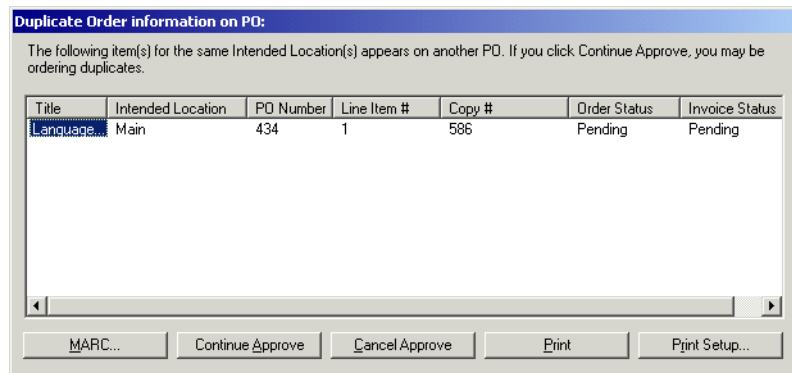 Duplicate Order information on PO:
The following item(s) for the same Intended Location(s) appears on another PO. If you click Continue Approve, you may be
ordering duplicates.
Title Intended Location PO Number Line Item # Copy # Order Status Invoice Status
Language... Main 434 1 586 Pending Pending
MARC... Continue Approve Cancel Approve Print Print Setup...